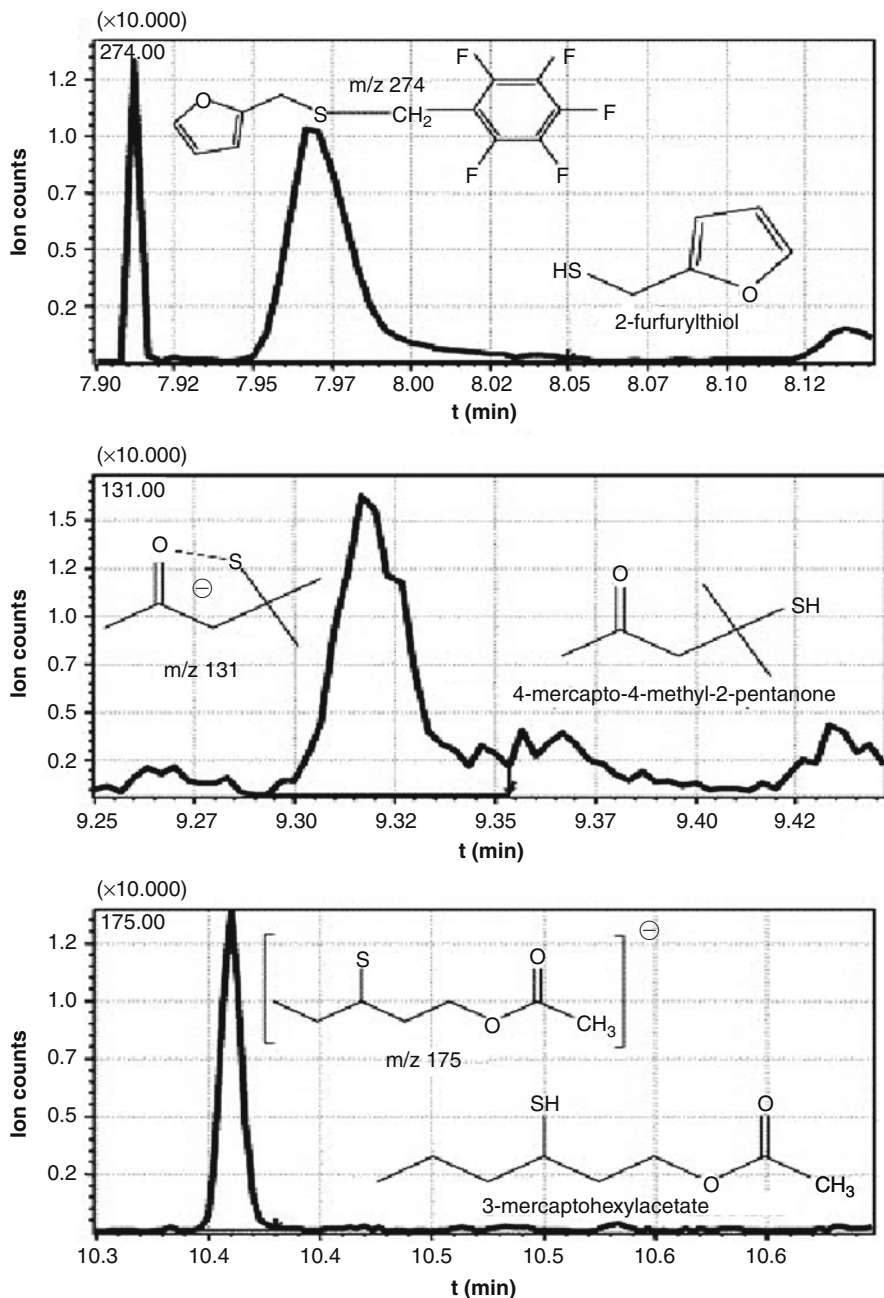 (×10.000)
274.00
1.2
1.0
0.7
0.5
0.2
Ion counts
m/z 274
O
S
CH2
F
F
F
F
F
HS
O
2-furfurylthiol
7.90 7.92 7.95 7.97 8.00 8.02 8.05 8.07 8.10 8.12
t (min)
(×10.000)
131.00
1.5
1.2
1.0
0.7
0.5
0.2
Ion counts
O
S
⊖
m/z 131
O
SH
4-mercapto-4-methyl-2-pentanone
9.25 9.27 9.30 9.32 9.35 9.37 9.40 9.42
t (min)
(×10.000)
175.00
1.2
1.0
0.7
0.5
0.2
Ion counts
S
O
⊖
O
CH3
m/z 175
SH
O
O
CH3
3-mercaptohexylacetate
10.3 10.4 10.4 10.5 10.5 10.6 10.6
t (min)